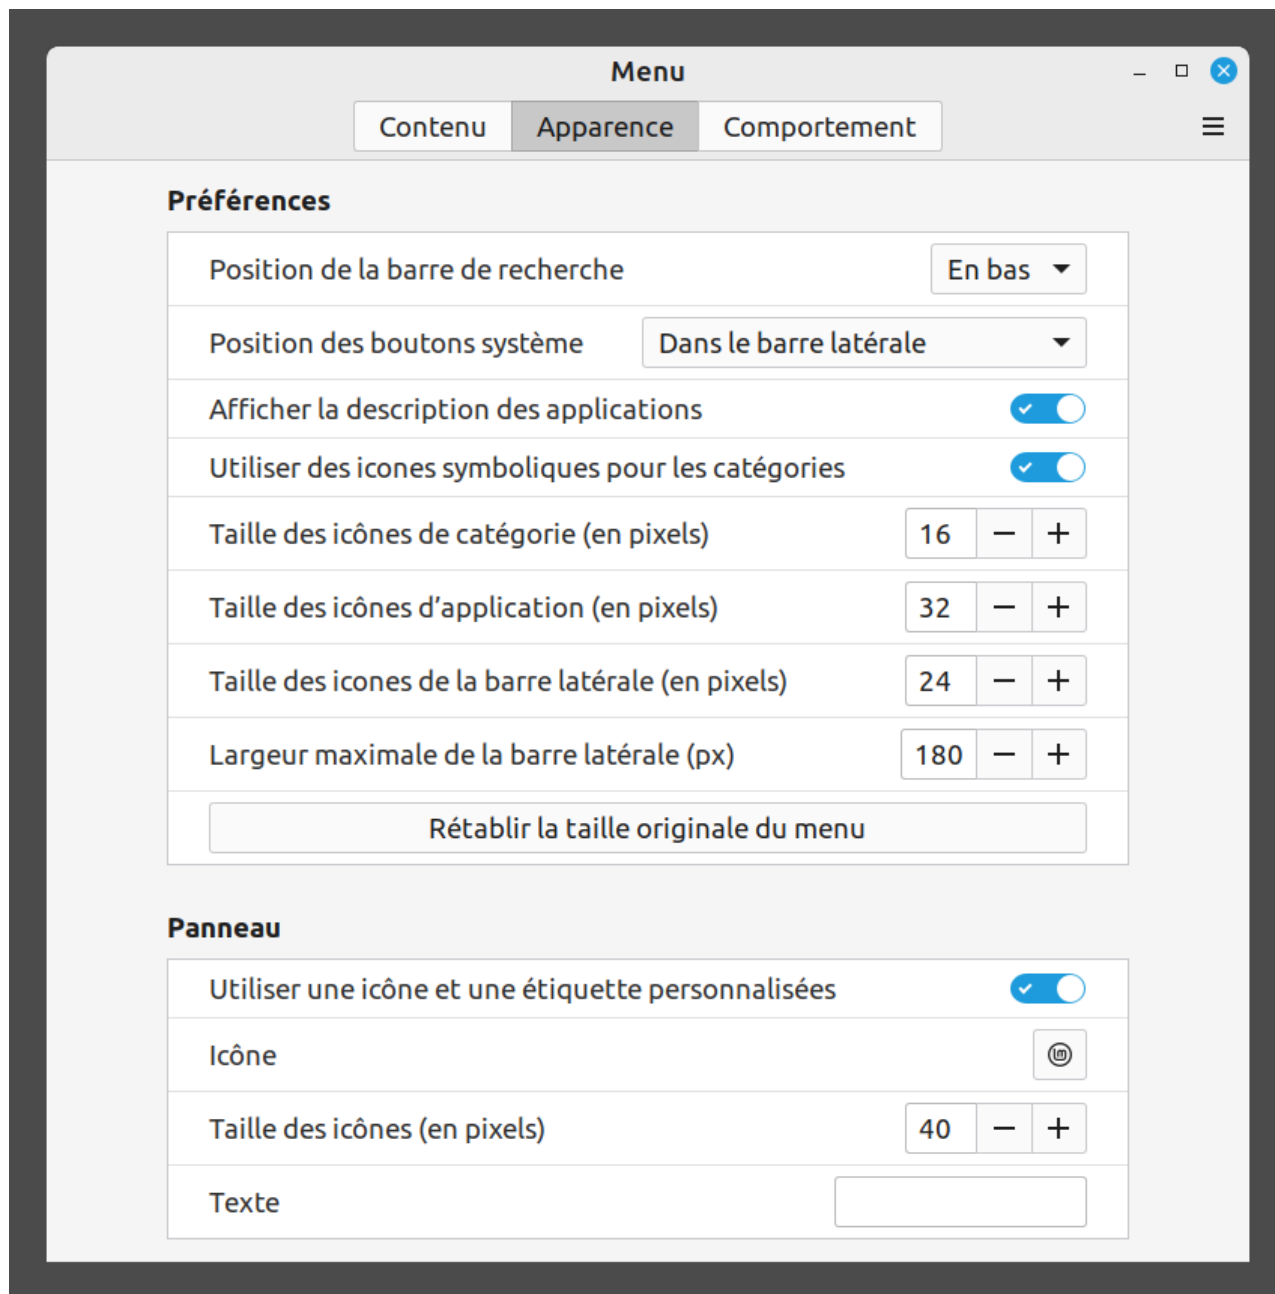 Menu
Contenu Apparence Comportement
Préférences
Position de la barre de recherche En bas
Position des boutons système Dans le barre latérale
Afficher la description des applications
Utiliser des icones symboliques pour les catégories
Taille des icônes de catégorie (en pixels) 16 − +
Taille des icônes d’application (en pixels) 32 − +
Taille des icones de la barre latérale (en pixels) 24 − +
Largeur maximale de la barre latérale (px) 180 − +
Rétablir la taille originale du menu
Panneau
Utiliser une icône et une étiquette personnalisées
Icône
Taille des icônes (en pixels) 40 − +
Texte